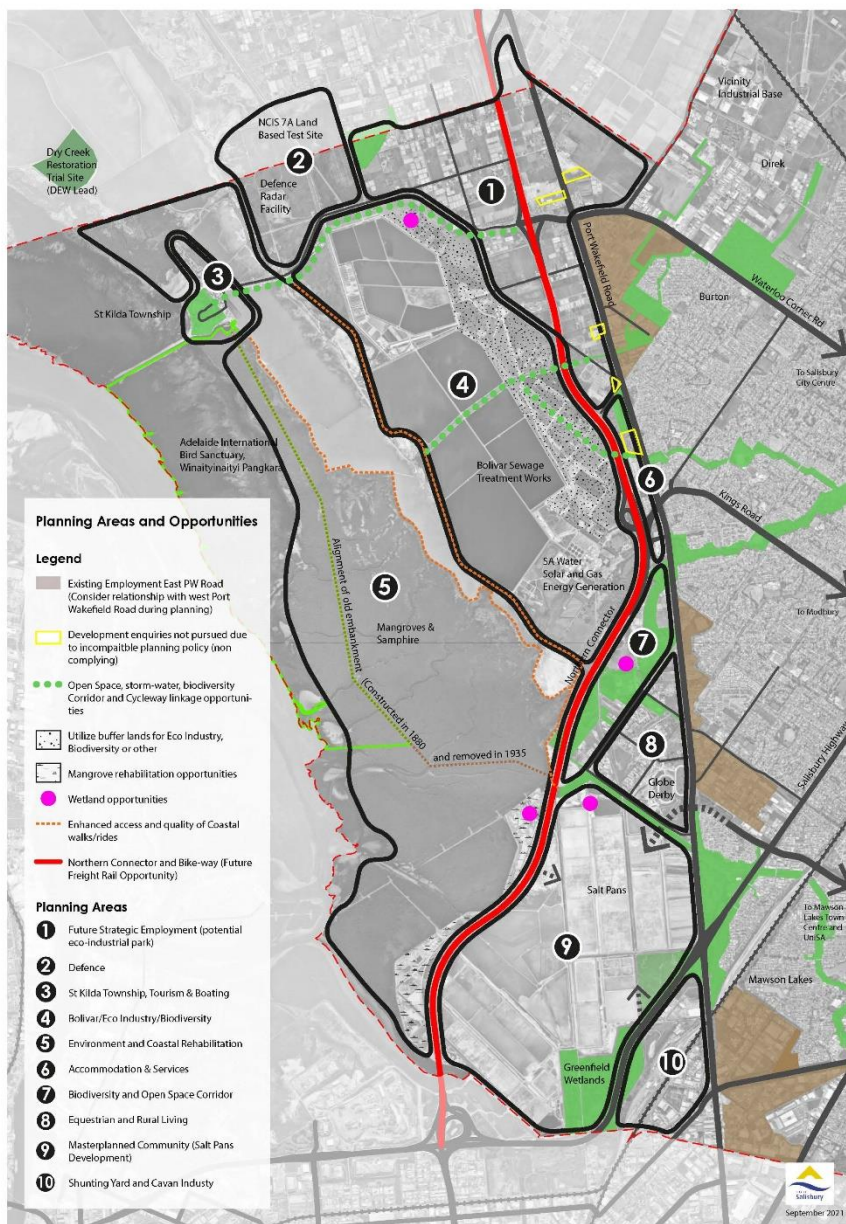 Vicinity
Industrial Base
NCIS 7A Land
Based Test Site
Dry Creek
Restoration
Trial Site
(DEW Lead)
2
Defence
Radar
Facility
1
Direk
Port Wakefield Road
3
St Kilda Township
Burton
Waterloo Corner Rd
To Salisbury
City Centre
4
Adelaide International
Bird Sanctuary,
Winaityinaityi Pangkara
Bolivar Sewage
Treatment Works
6
Kings Road
SA Water
Solar and Gas
Energy Generation
To Modbury
5
Mangroves &
Samphire
Alignment of old embankment
(Constructed in 1880
and removed in 1935
Northern Connector
7
8
Globe
Derby
Salisbury Highway
Salt Pans
9
To Mawson
Lakes Town
Centre and
UniSA
Mawson Lakes
Greenfield
Wetlands
10
Planning Areas and Opportunities
Legend
Existing Employment East PW Road
(Consider relationship with west Port
Wakefield Road during planning)
Development enquiries not pursued due
to incompaitble planning policy (non
complying)
Open Space, storm-water, biodiversity
Corridor and Cycleway linkage opportuni-
ties
Utilize buffer lands for Eco Industry,
Biodiversity or other
Mangrove rehabilitation opportunities
Wetland opportunities
Enhanced access and quality of Coastal
walks/rides
Northern Connector and Bike-way (Future
Freight Rail Opportunity)
Planning Areas
1 Future Strategic Employment (potential
eco-industrial park)
2 Defence
3 St Kilda Township, Tourism & Boating
4 Bolivar/Eco Industry/Biodiversity
5 Environment and Coastal Rehabilitation
6 Accommodation & Services
7 Biodiversity and Open Space Corridor
8 Equestrian and Rural Living
9 Masterplanned Community (Salt Pans
Development)
10 Shunting Yard and Cavan Industy
Salisbury
September 2021